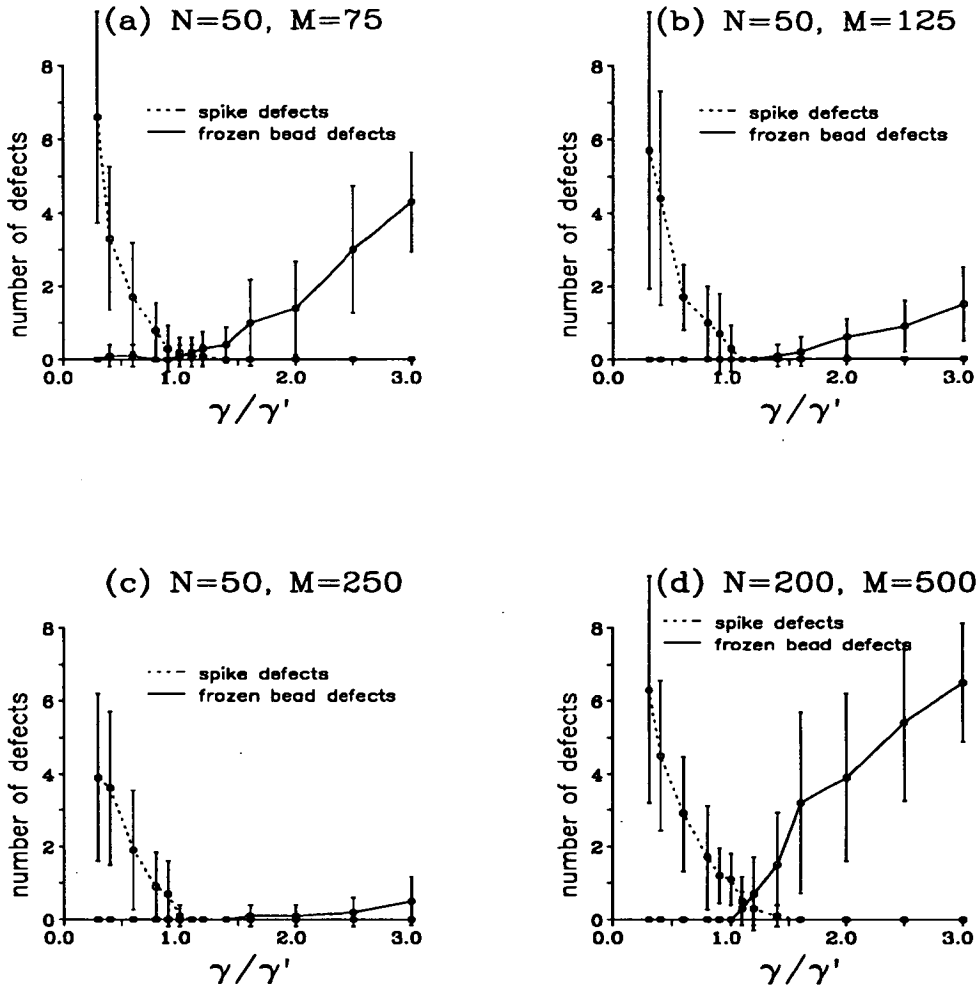 (a) N=50, M=75
8
6
4
2
0
number of defects
spike defects
frozen bead defects
0.0 1.0 2.0 3.0
γ/γ'
(b) N=50, M=125
8
6
4
2
0
number of defects
spike defects
frozen bead defects
0.0 1.0 2.0 3.0
γ/γ'
(c) N=50, M=250
8
6
4
2
0
number of defects
spike defects
frozen bead defects
0.0 1.0 2.0 3.0
γ/γ'
(d) N=200, M=500
8
6
4
2
0
number of defects
spike defects
frozen bead defects
0.0 1.0 2.0 3.0
γ/γ'